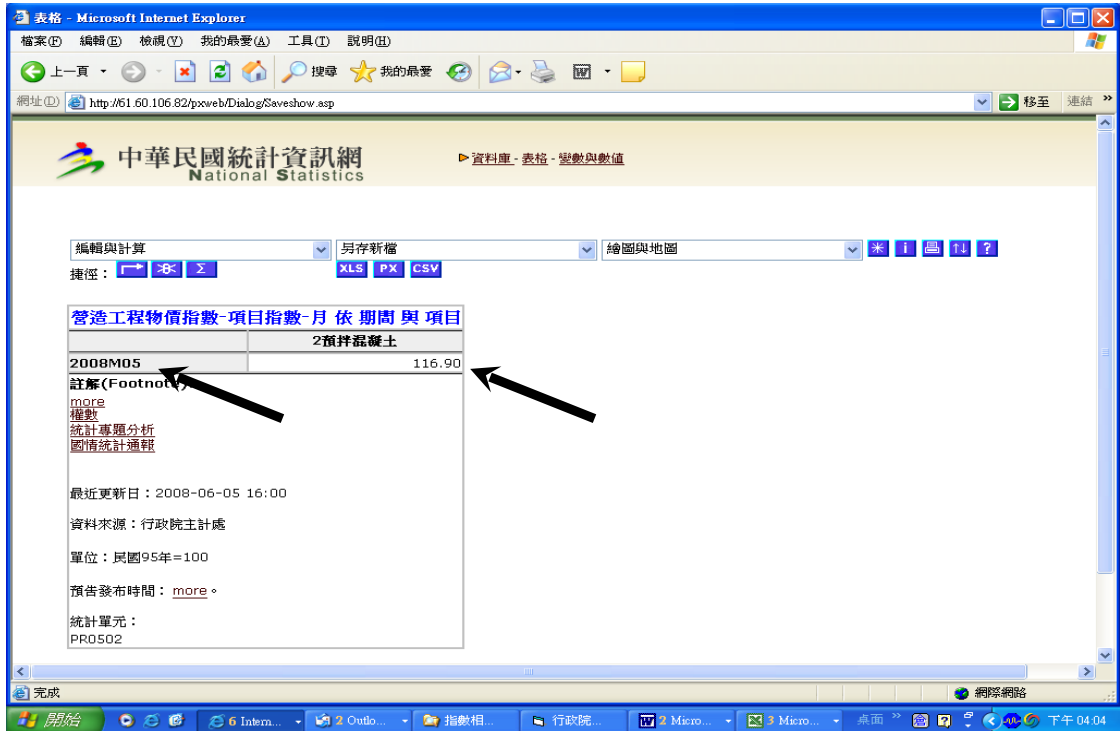 表格 - Microsoft Internet Explorer
檔案(F) 編輯(E) 檢視(V) 我的最愛(A) 工具(T) 說明(H)
上一頁 搜尋 我的最愛
網址(D) http://61.60.106.82/pxweb/Dialog/Saveshow.asp 移至 連結 »
中華民國統計資訊網
National Statistics
資料庫 - 表格 - 變數與數值
編輯與計算 另存新檔 繪圖與地圖
捷徑： Σ XLS PX CSV
營造工程物價指數-項目指數-月 依 期間 與 項目
2預拌混凝土
2008M05 116.90
註解(Footnote)
more
權數
統計專題分析
國情統計通報
最近更新日：2008-06-05 16:00
資料來源：行政院主計處
單位：民國95年=100
預告發布時間： more。
統計單元：
PR0502
完成 網際網路
開始 6 Intern... 2 Outlo... 指數相... 行政院... 2 Micro... 3 Micro... 桌面 » 下午 04:04